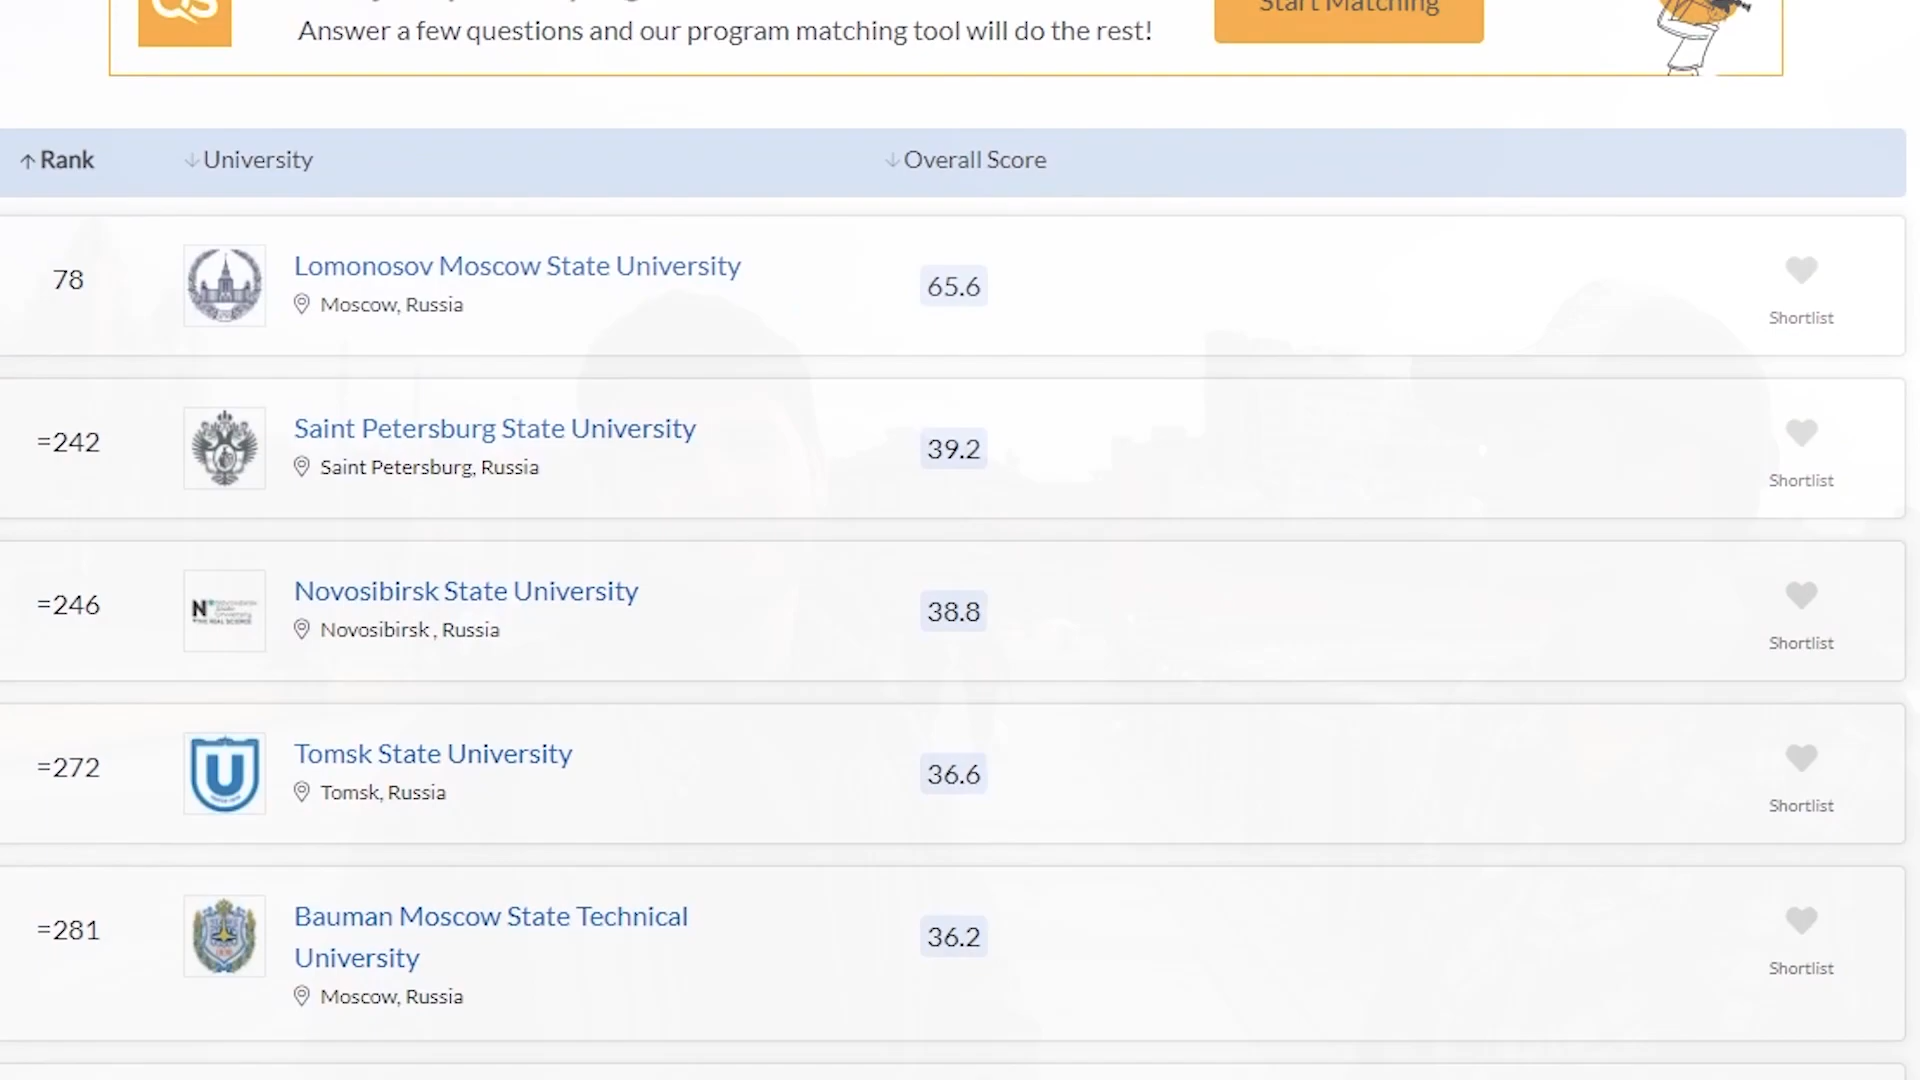 QS
Answer a few questions and our program matching tool will do the rest!
Start Matching
Rank
University
Overall Score
78
Lomonosov Moscow State University
Moscow, Russia
65.6
Shortlist
=242
Saint Petersburg State University
Saint Petersburg, Russia
39.2
Shortlist
=246
Novosibirsk State University
Novosibirsk , Russia
38.8
Shortlist
=272
Tomsk State University
Tomsk, Russia
36.6
Shortlist
=281
Bauman Moscow State Technical
University
Moscow, Russia
36.2
Shortlist